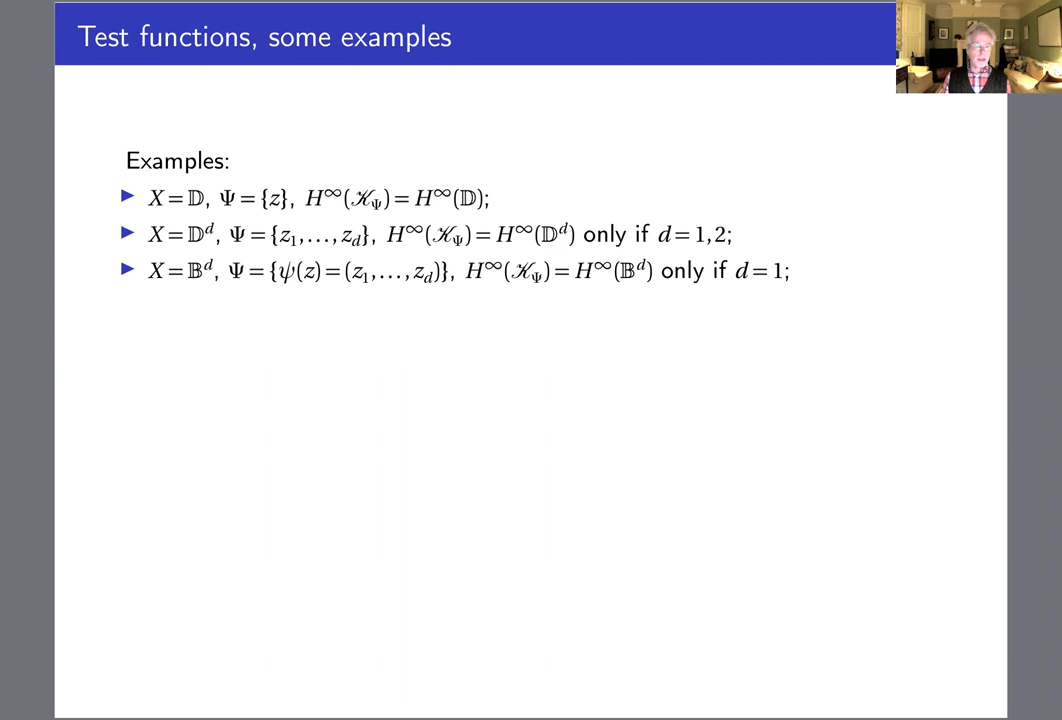 Test functions, some examples
Examples:
▶ X = 𝔻, Ψ = {z}, H^∞(𝒦_Ψ) = H^∞(𝔻);
▶ X = 𝔻^d, Ψ = {z_1,...,z_d}, H^∞(𝒦_Ψ) = H^∞(𝔻^d) only if d = 1,2;
▶ X = 𝔹^d, Ψ = {ψ(z) = (z_1,...,z_d)}, H^∞(𝒦_Ψ) = H^∞(𝔹^d) only if d = 1;